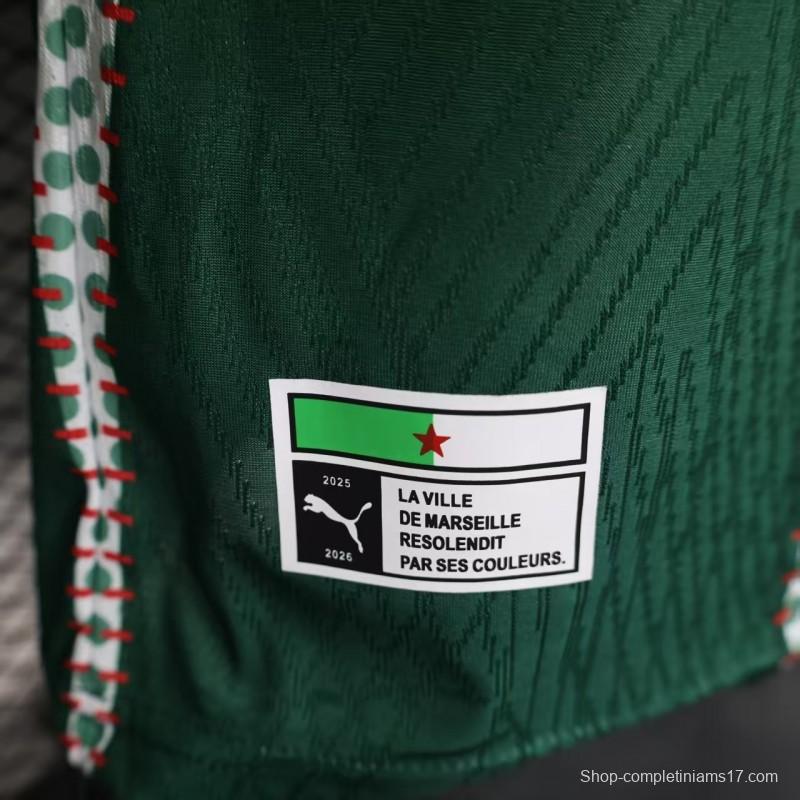 2025
LA VILLE
DE MARSEILLE
RESOLENDIT
PAR SES COULEURS.
2026
Shop-completiniams17.com